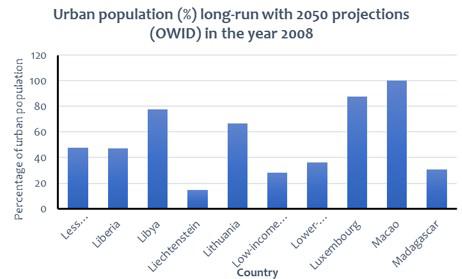 Urban population (%) long-run with 2050 projections
(OWID) in the year 2008
Percentage of urban population
120
100
80
60
40
20
0
Less...
Liberia
Libya
Liechtenstein
Lithuania
Low-income...
Lower-...
Luxembourg
Macao
Madagascar
Country